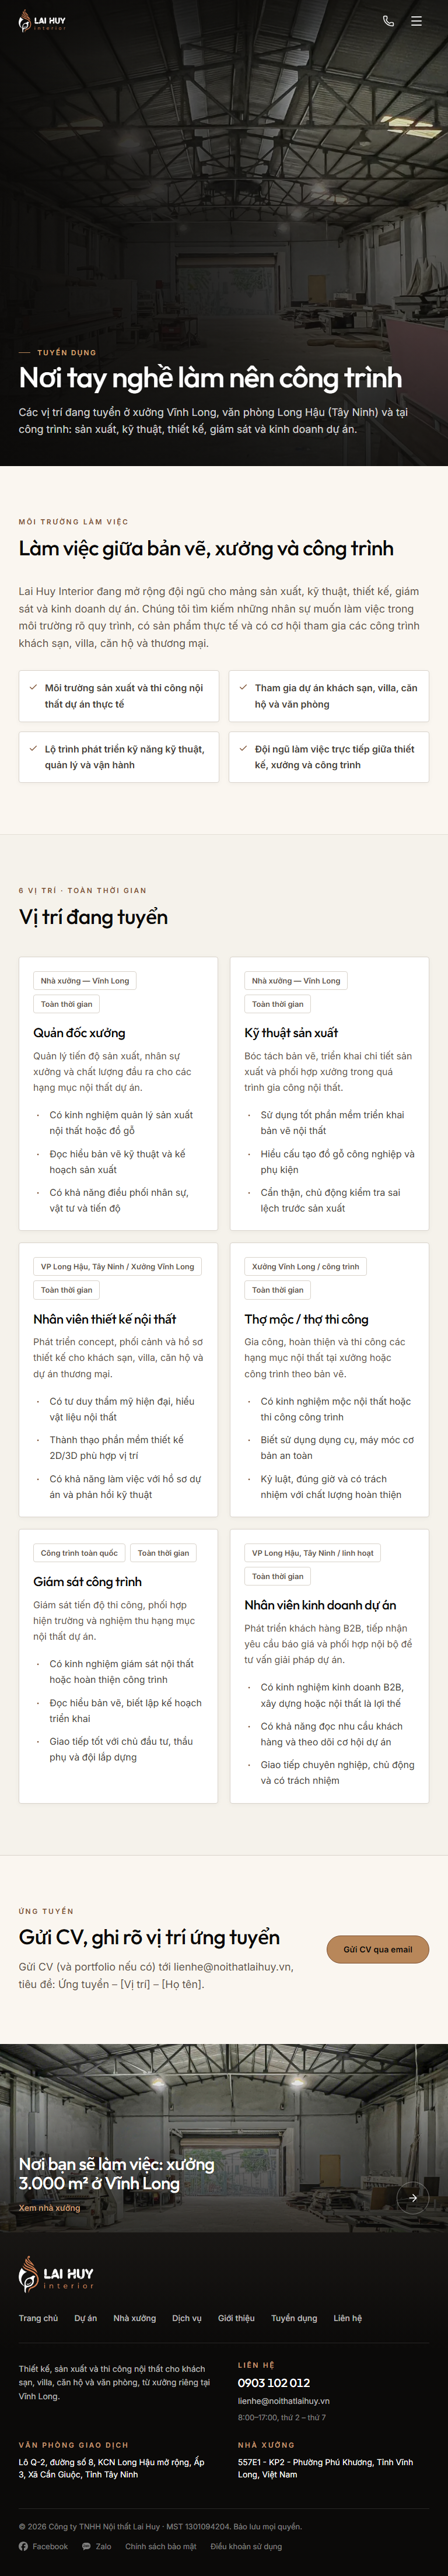 LAI HUY
interior
TUYỂN DỤNG
Nơi tay nghề làm nên công trình
Các vị trí đang tuyển ở xưởng Vĩnh Long, văn phòng Long Hậu (Tây Ninh) và tại
công trình: sản xuất, kỹ thuật, thiết kế, giám sát và kinh doanh dự án.
MÔI TRƯỜNG LÀM VIỆC
Làm việc giữa bản vẽ, xưởng và công trình
Lai Huy Interior đang mở rộng đội ngũ cho mảng sản xuất, kỹ thuật, thiết kế, giám
sát và kinh doanh dự án. Chúng tôi tìm kiếm những nhân sự muốn làm việc trong
môi trường rõ quy trình, có sản phẩm thực tế và có cơ hội tham gia các công trình
khách sạn, villa, căn hộ và thương mại.
Môi trường sản xuất và thi công nội
thất dự án thực tế
Tham gia dự án khách sạn, villa, căn
hộ và văn phòng
Lộ trình phát triển kỹ năng kỹ thuật,
quản lý và vận hành
Đội ngũ làm việc trực tiếp giữa thiết
kế, xưởng và công trình
6 VỊ TRÍ · TOÀN THỜI GIAN
Vị trí đang tuyển
Nhà xưởng — Vĩnh Long
Toàn thời gian
Quản đốc xưởng
Quản lý tiến độ sản xuất, nhân sự
xưởng và chất lượng đầu ra cho các
hạng mục nội thất dự án.
· Có kinh nghiệm quản lý sản xuất
nội thất hoặc đồ gỗ
· Đọc hiểu bản vẽ kỹ thuật và kế
hoạch sản xuất
· Có khả năng điều phối nhân sự,
vật tư và tiến độ
Nhà xưởng — Vĩnh Long
Toàn thời gian
Kỹ thuật sản xuất
Bóc tách bản vẽ, triển khai chi tiết sản
xuất và phối hợp xưởng trong quá
trình gia công nội thất.
· Sử dụng tốt phần mềm triển khai
bản vẽ nội thất
· Hiểu cấu tạo đồ gỗ công nghiệp và
phụ kiện
· Cẩn thận, chủ động kiểm tra sai
lệch trước sản xuất
VP Long Hậu, Tây Ninh / Xưởng Vĩnh Long
Toàn thời gian
Nhân viên thiết kế nội thất
Phát triển concept, phối cảnh và hồ sơ
thiết kế cho khách sạn, villa, căn hộ và
dự án thương mại.
· Có tư duy thẩm mỹ hiện đại, hiểu
vật liệu nội thất
· Thành thạo phần mềm thiết kế
2D/3D phù hợp vị trí
· Có khả năng làm việc với hồ sơ dự
án và phản hồi kỹ thuật
Xưởng Vĩnh Long / công trình
Toàn thời gian
Thợ mộc / thợ thi công
Gia công, hoàn thiện và thi công các
hạng mục nội thất tại xưởng hoặc
công trình theo bản vẽ.
· Có kinh nghiệm mộc nội thất hoặc
thi công công trình
· Biết sử dụng dụng cụ, máy móc cơ
bản an toàn
· Kỷ luật, đúng giờ và có trách
nhiệm với chất lượng hoàn thiện
Công trình toàn quốc
Toàn thời gian
Giám sát công trình
Giám sát tiến độ thi công, phối hợp
hiện trường và nghiệm thu hạng mục
nội thất dự án.
· Có kinh nghiệm giám sát nội thất
hoặc hoàn thiện công trình
· Đọc hiểu bản vẽ, biết lập kế hoạch
triển khai
· Giao tiếp tốt với chủ đầu tư, thầu
phụ và đội lắp dựng
VP Long Hậu, Tây Ninh / linh hoạt
Toàn thời gian
Nhân viên kinh doanh dự án
Phát triển khách hàng B2B, tiếp nhận
yêu cầu báo giá và phối hợp nội bộ để
tư vấn giải pháp dự án.
· Có kinh nghiệm kinh doanh B2B,
xây dựng hoặc nội thất là lợi thế
· Có khả năng đọc nhu cầu khách
hàng và theo dõi cơ hội dự án
· Giao tiếp chuyên nghiệp, chủ động
và có trách nhiệm
ỨNG TUYỂN
Gửi CV, ghi rõ vị trí ứng tuyển
Gửi CV (và portfolio nếu có) tới lienhe@noithatlaihuy.vn,
tiêu đề: Ứng tuyển – [Vị trí] – [Họ tên].
Gửi CV qua email
Nơi bạn sẽ làm việc: xưởng
3.000 m² ở Vĩnh Long
Xem nhà xưởng
LAI HUY
interior
Trang chủ Dự án Nhà xưởng Dịch vụ Giới thiệu Tuyển dụng Liên hệ
Thiết kế, sản xuất và thi công nội thất cho khách
sạn, villa, căn hộ và văn phòng, từ xưởng riêng tại
Vĩnh Long.
LIÊN HỆ
0903 102 012
lienhe@noithatlaihuy.vn
8:00–17:00, thứ 2 – thứ 7
VĂN PHÒNG GIAO DỊCH
Lô Q-2, đường số 8, KCN Long Hậu mở rộng, Ấp
3, Xã Cần Giuộc, Tỉnh Tây Ninh
NHÀ XƯỞNG
557E1 - KP2 - Phường Phú Khương, Tỉnh Vĩnh
Long, Việt Nam
© 2026 Công ty TNHH Nội thất Lai Huy · MST 1301094204. Bảo lưu mọi quyền.
Facebook Zalo Chính sách bảo mật Điều khoản sử dụng